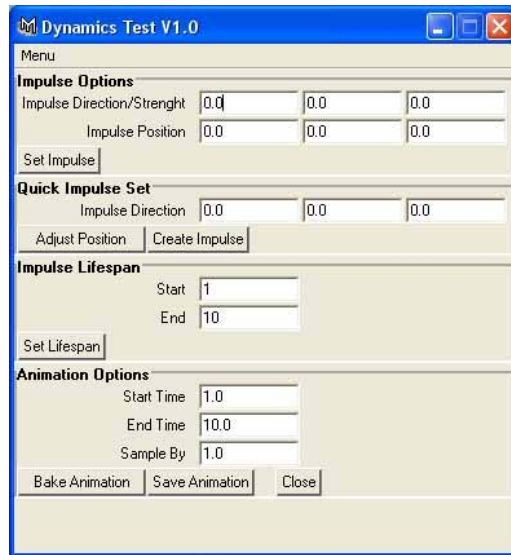 Dynamics Test V1.0
Menu
Impulse Options
Impulse Direction/Strenght 0.0 0.0 0.0
Impulse Position 0.0 0.0 0.0
Set Impulse
Quick Impulse Set
Impulse Direction 0.0 0.0 0.0
Adjust Position Create Impulse
Impulse Lifespan
Start 1
End 10
Set Lifespan
Animation Options
Start Time 1.0
End Time 10.0
Sample By 1.0
Bake Animation Save Animation Close